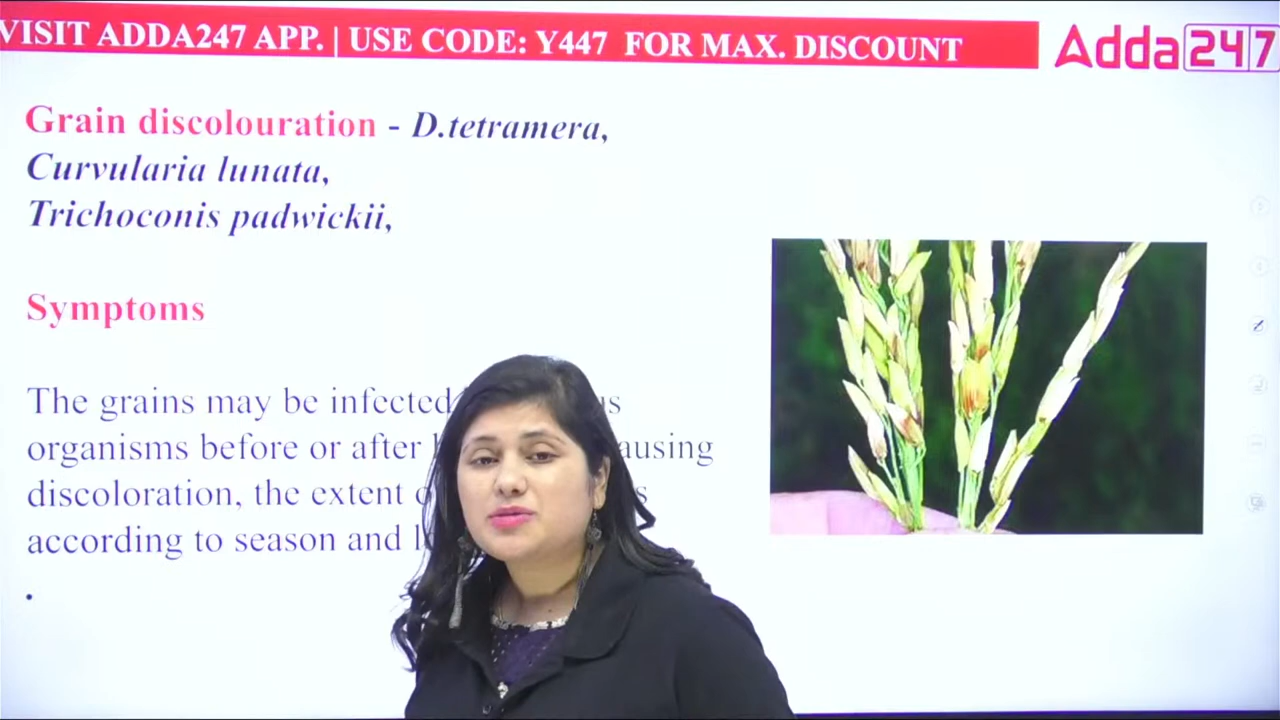 VISIT ADDA247 APP. | USE CODE: Y447 FOR MAX. DISCOUNT
Adda247
Grain discolouration - D.tetramera,
Curvularia lunata,
Trichoconis padwickii,
Symptoms
The grains may be infected
organisms before or after
discoloration, the extent
according to season and
.